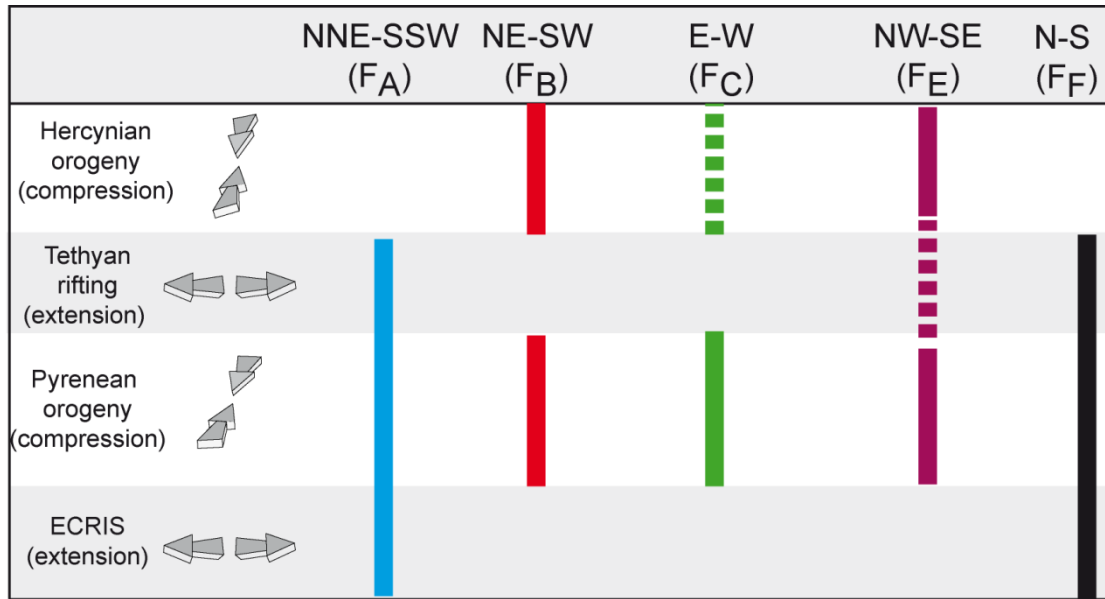 NNE-SSW NE-SW E-W NW-SE N-S
(FA) (FB) (FC) (FE) (FF)
Hercynian
orogeny
(compression)
Tethyan
rifting
(extension)
Pyrenean
orogeny
(compression)
ECRIS
(extension)